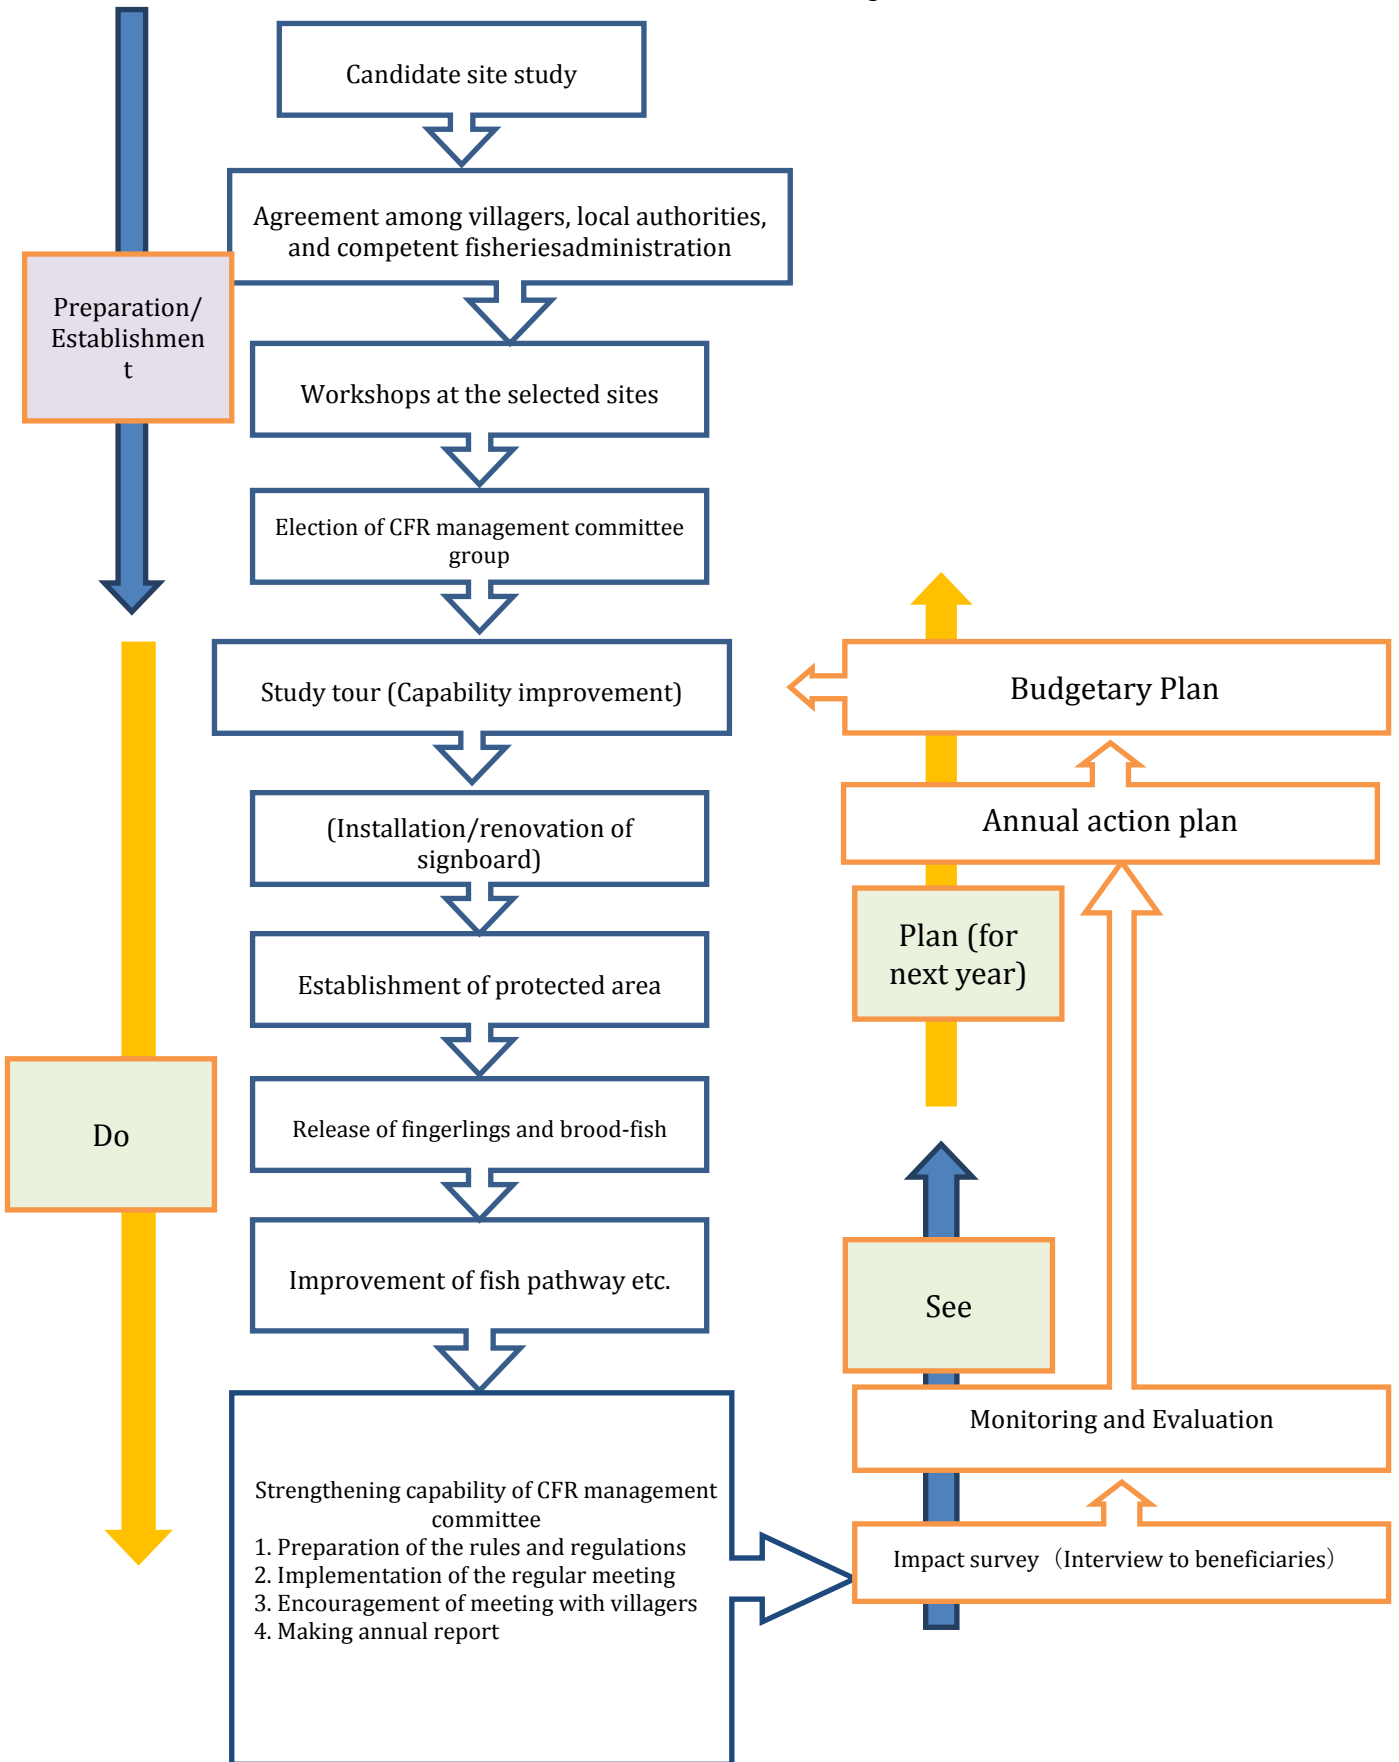 Candidate site study
Agreement among villagers, local authorities,
and competent fisheriesadministration
Preparation/
Establishmen
t
Workshops at the selected sites
Election of CFR management committee
group
Study tour (Capability improvement)
Budgetary Plan
(Installation/renovation of
signboard)
Annual action plan
Plan (for
next year)
Establishment of protected area
Do
Release of fingerlings and brood-fish
Improvement of fish pathway etc.
See
Monitoring and Evaluation
Strengthening capability of CFR management
committee
1. Preparation of the rules and regulations
2. Implementation of the regular meeting
3. Encouragement of meeting with villagers
4. Making annual report
Impact survey（Interview to beneficiaries）